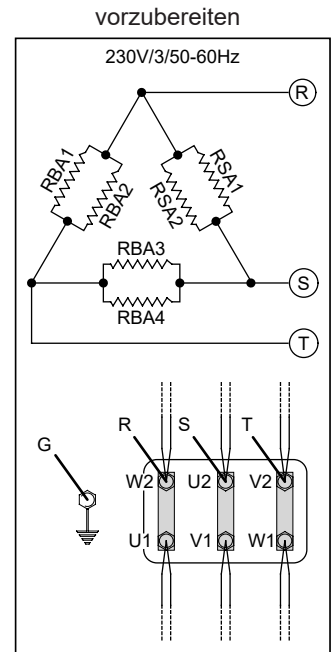 vorzubereiten
230V/3/50-60Hz
R
RBA1
RBA2
RSA1
RSA2
RBA3
RBA4
S
T
G
R S T
W2 U2 V2
U1 V1 W1